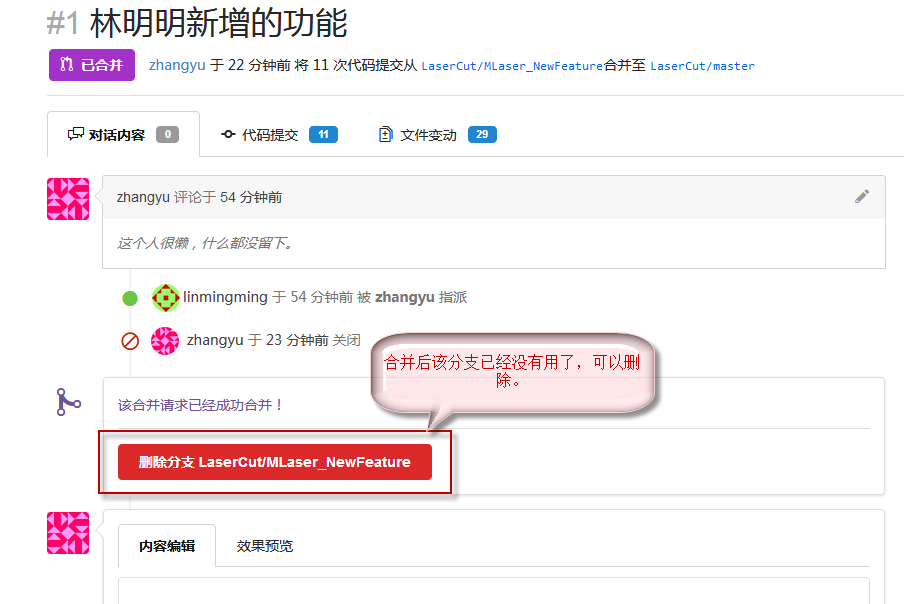 #1 林明明新增的功能
已合并 zhangyu 于 22 分钟前 将 11 次代码提交从 LaserCut/MLaser_NewFeature合并至 LaserCut/master
对话内容 0 代码提交 11 文件变动 29
zhangyu 评论于 54 分钟前
这个人很懒，什么都没留下。
linmingming 于 54 分钟前 被 zhangyu 指派
zhangyu 于 23 分钟前 关闭
合并后该分支已经没有用了，可以删
除。
该合并请求已经成功合并！
删除分支 LaserCut/MLaser_NewFeature
内容编辑 效果预览